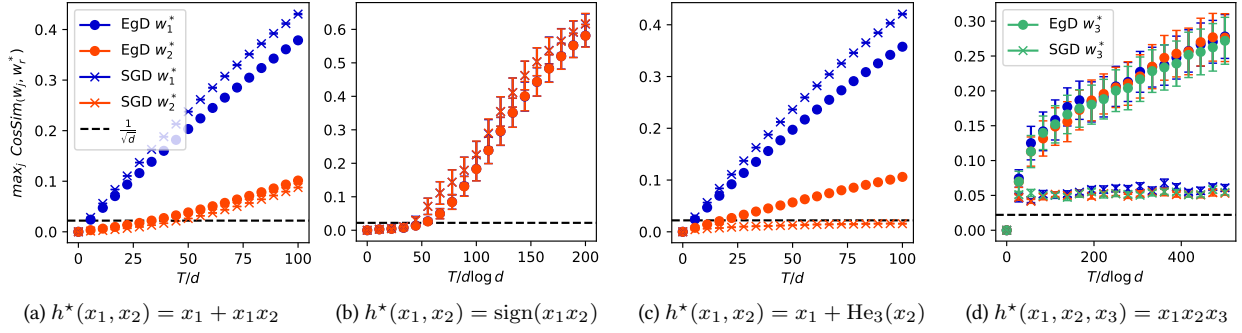 max_j CosSim(w_j, w_r^*)
0.4
0.3
0.2
0.1
0.0
EgD w_1^*
EgD w_2^*
SGD w_1^*
SGD w_2^*
1/√d
0 25 50 75 100
T/d
(a) h^⋆(x_1, x_2) = x_1 + x_1x_2
0.6
0.5
0.4
0.3
0.2
0.1
0.0
0 50 100 150 200
T/dlog d
(b) h^⋆(x_1, x_2) = sign(x_1x_2)
0.4
0.3
0.2
0.1
0.0
0 25 50 75 100
T/d
(c) h^⋆(x_1, x_2) = x_1 + He_3(x_2)
0.30
0.25
0.20
0.15
0.10
0.05
0.00
EgD w_3^*
SGD w_3^*
0 200 400
T/dlog d
(d) h^⋆(x_1, x_2, x_3) = x_1x_2x_3